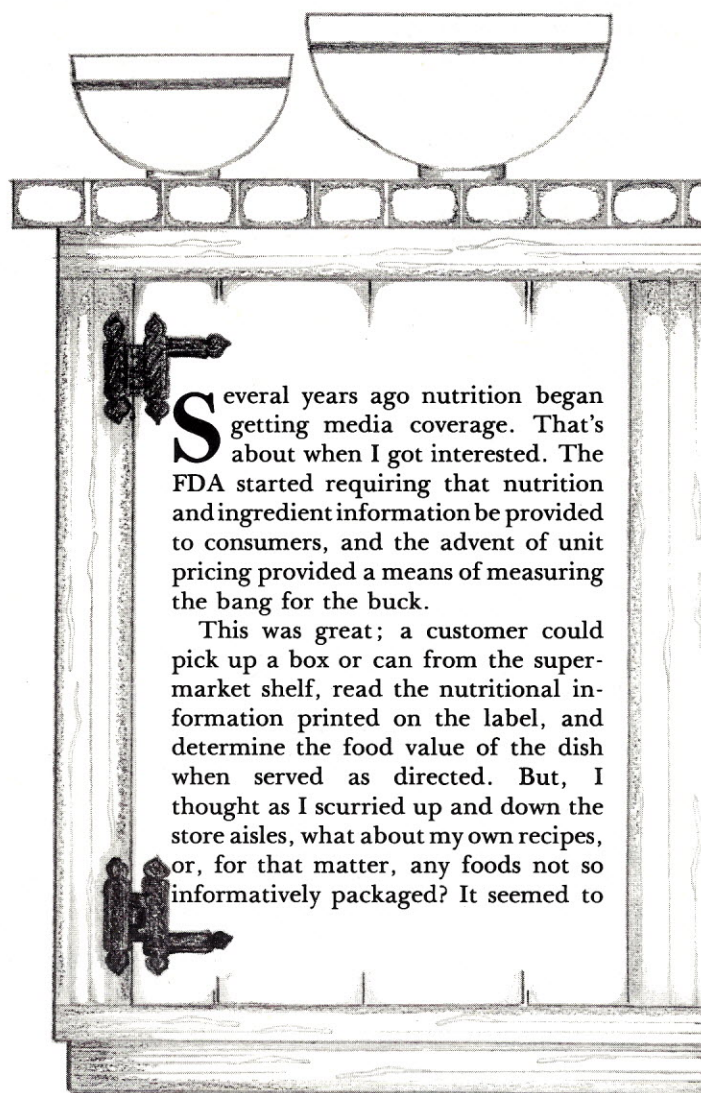 Several years ago nutrition began
getting media coverage. That's
about when I got interested. The
FDA started requiring that nutrition
and ingredient information be provided
to consumers, and the advent of unit
pricing provided a means of measuring
the bang for the buck.
This was great; a customer could
pick up a box or can from the super-
market shelf, read the nutritional in-
formation printed on the label, and
determine the food value of the dish
when served as directed. But, I
thought as I scurried up and down the
store aisles, what about my own recipes,
or, for that matter, any foods not so
informatively packaged? It seemed to